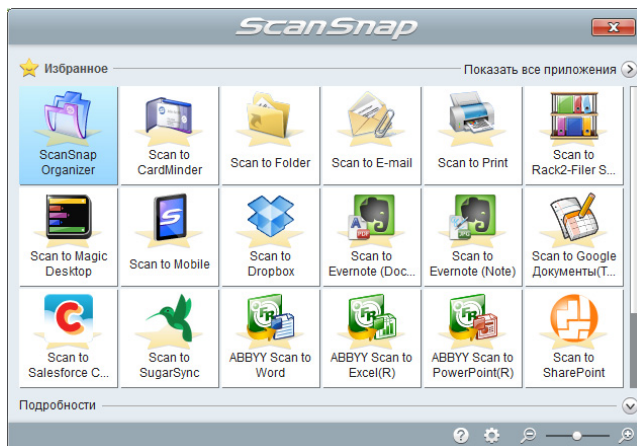 ScanSnap
Избранное
Показать все приложения
ScanSnap
Organizer
Scan to
CardMinder
Scan to Folder
Scan to E-mail
Scan to Print
Scan to
Rack2-Filer S...
Scan to Magic
Desktop
Scan to Mobile
Scan to
Dropbox
Scan to
Evernote (Doc...
Scan to
Evernote (Note)
Scan to Google
Документы(Т...
Scan to
Salesforce C...
Scan to
SugarSync
ABBYY Scan to
Word
ABBYY Scan to
Excel(R)
ABBYY Scan to
PowerPoint(R)
Scan to
SharePoint
Подробности